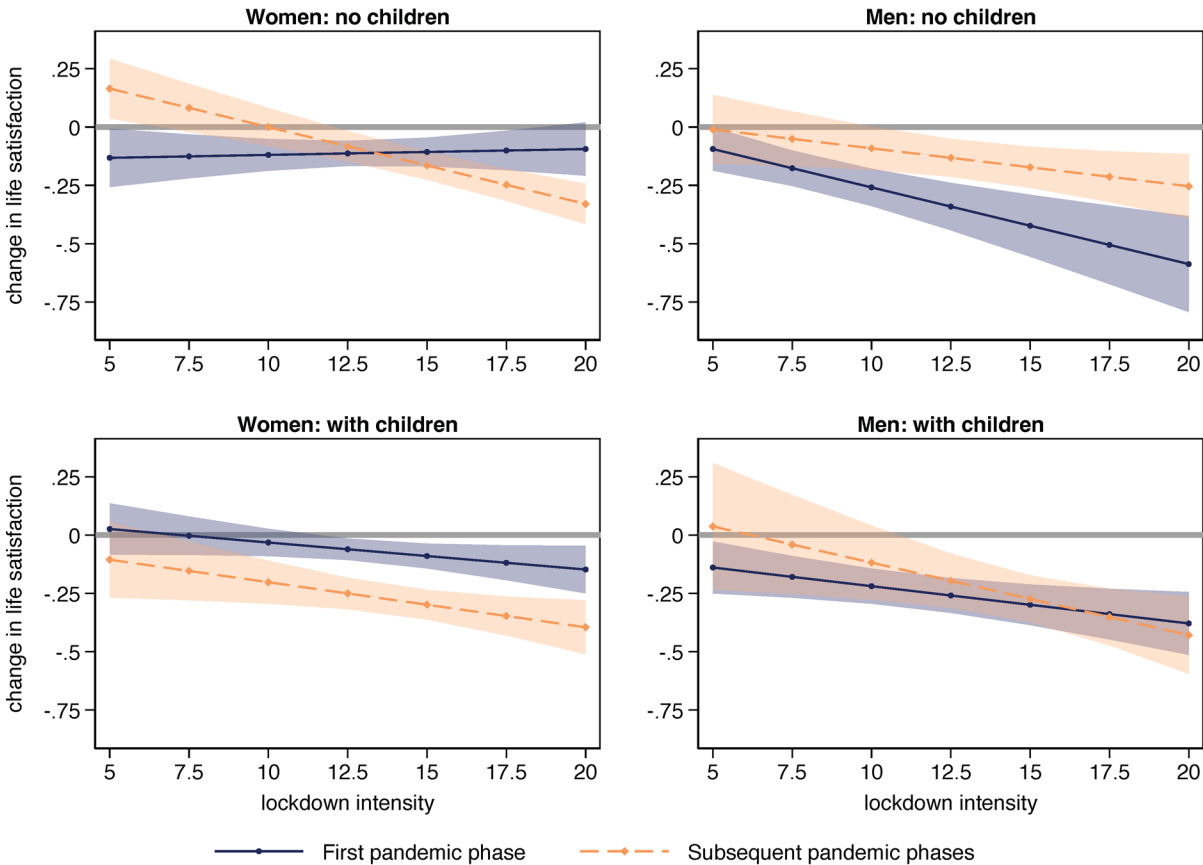 Women: no children
Men: no children
change in life satisfaction
.25
0
-.25
-.5
-.75
5 7.5 10 12.5 15 17.5 20
.25
0
-.25
-.5
-.75
5 7.5 10 12.5 15 17.5 20
Women: with children
Men: with children
change in life satisfaction
.25
0
-.25
-.5
-.75
5 7.5 10 12.5 15 17.5 20
lockdown intensity
.25
0
-.25
-.5
-.75
5 7.5 10 12.5 15 17.5 20
lockdown intensity
First pandemic phase
Subsequent pandemic phases